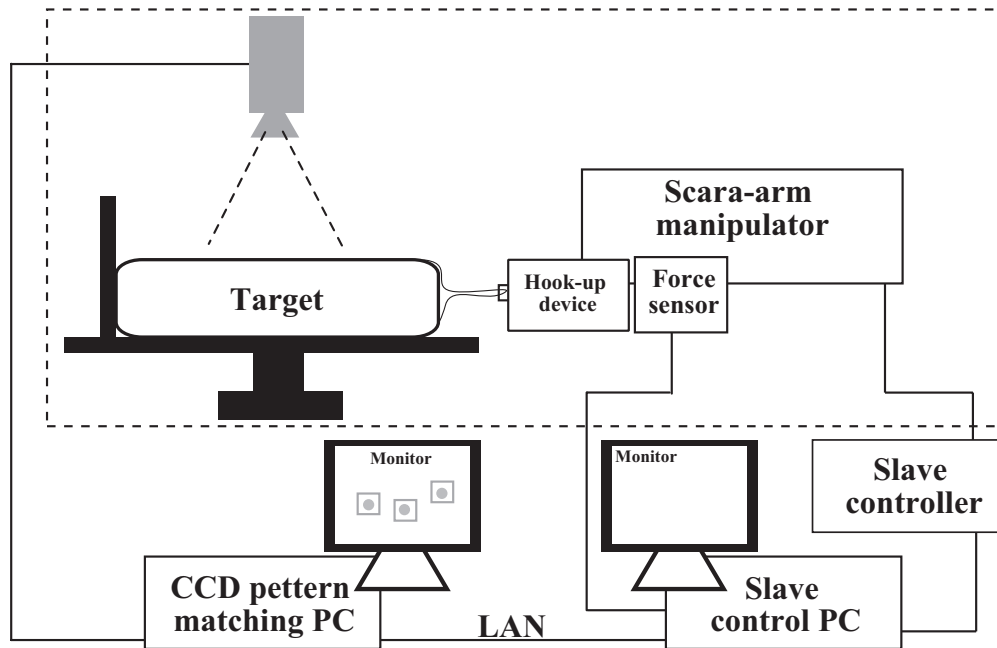 Scara-arm
manipulator
Target
Hook-up
device
Force
sensor
Monitor
Monitor
Slave
controller
CCD pettern
matching PC
LAN
Slave
control PC